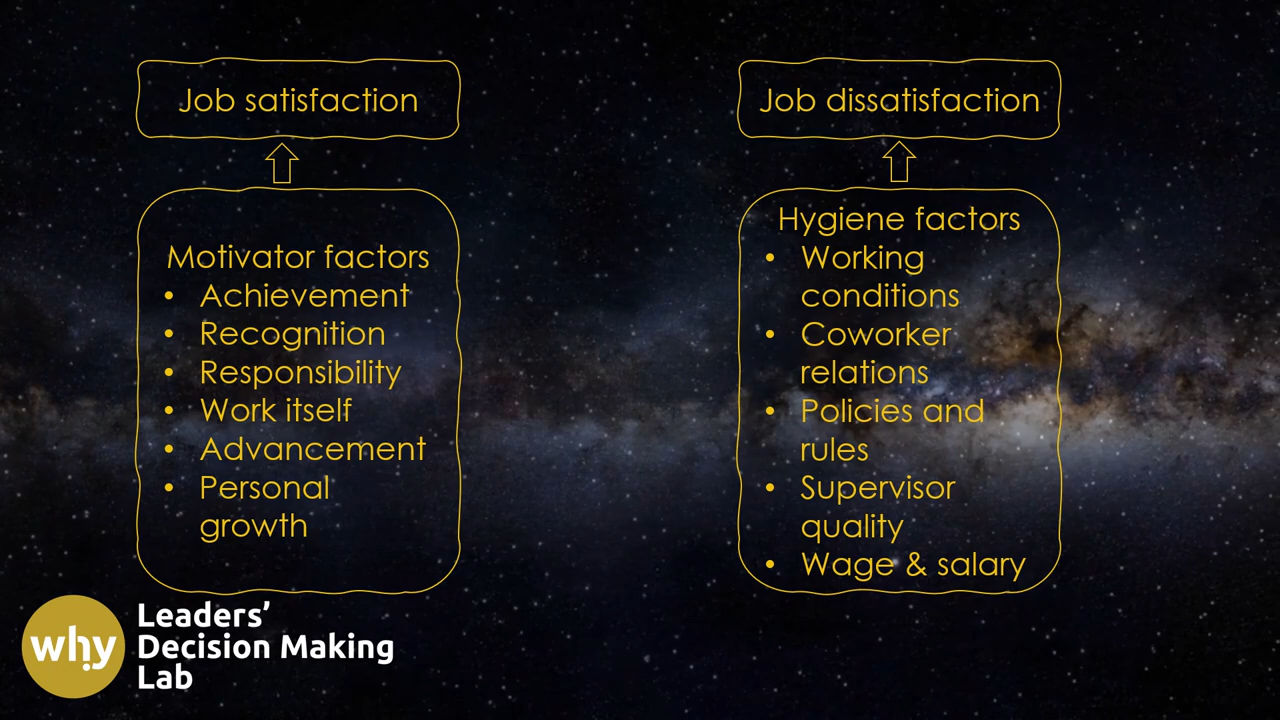 Job satisfaction
Motivator factors
• Achievement
• Recognition
• Responsibility
• Work itself
• Advancement
• Personal
growth
Job dissatisfaction
Hygiene factors
• Working
conditions
• Coworker
relations
• Policies and
rules
• Supervisor
quality
• Wage & salary
why
Leaders’
Decision Making
Lab